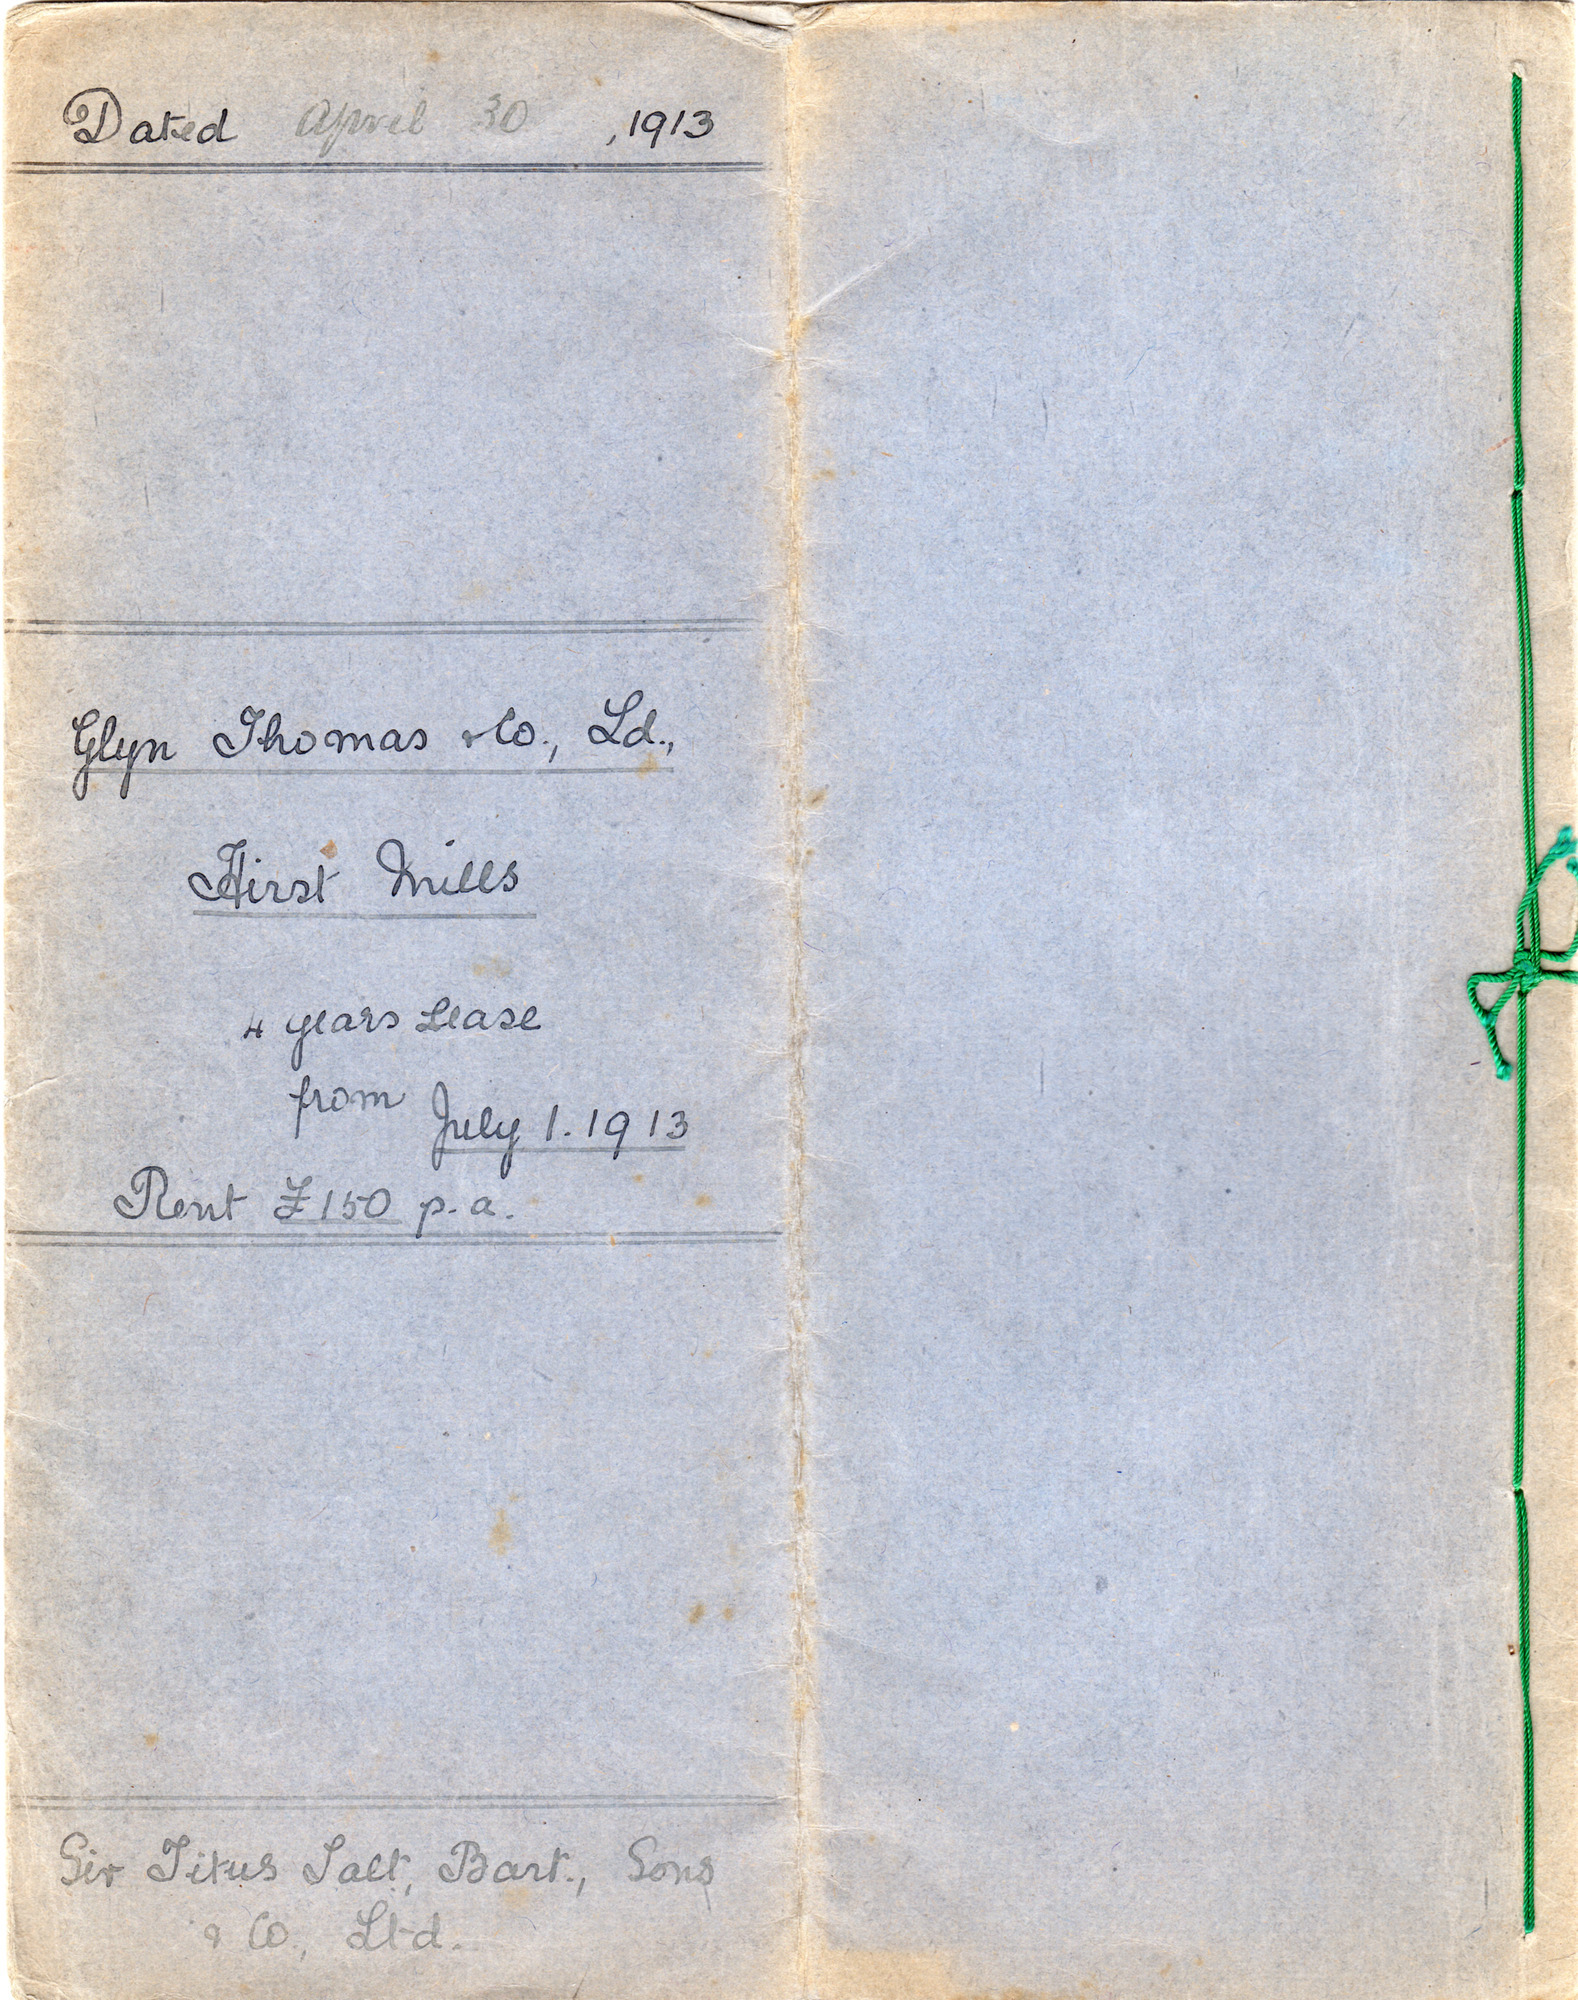 Dated April 30, 1913
Glyn Thomas & Co., Ld.,
Hirst Mills
4 years Lease
from July 1. 1913
Rent £150 p.a.
Sir Titus Salt, Bart., Sons
& Co., Ltd.